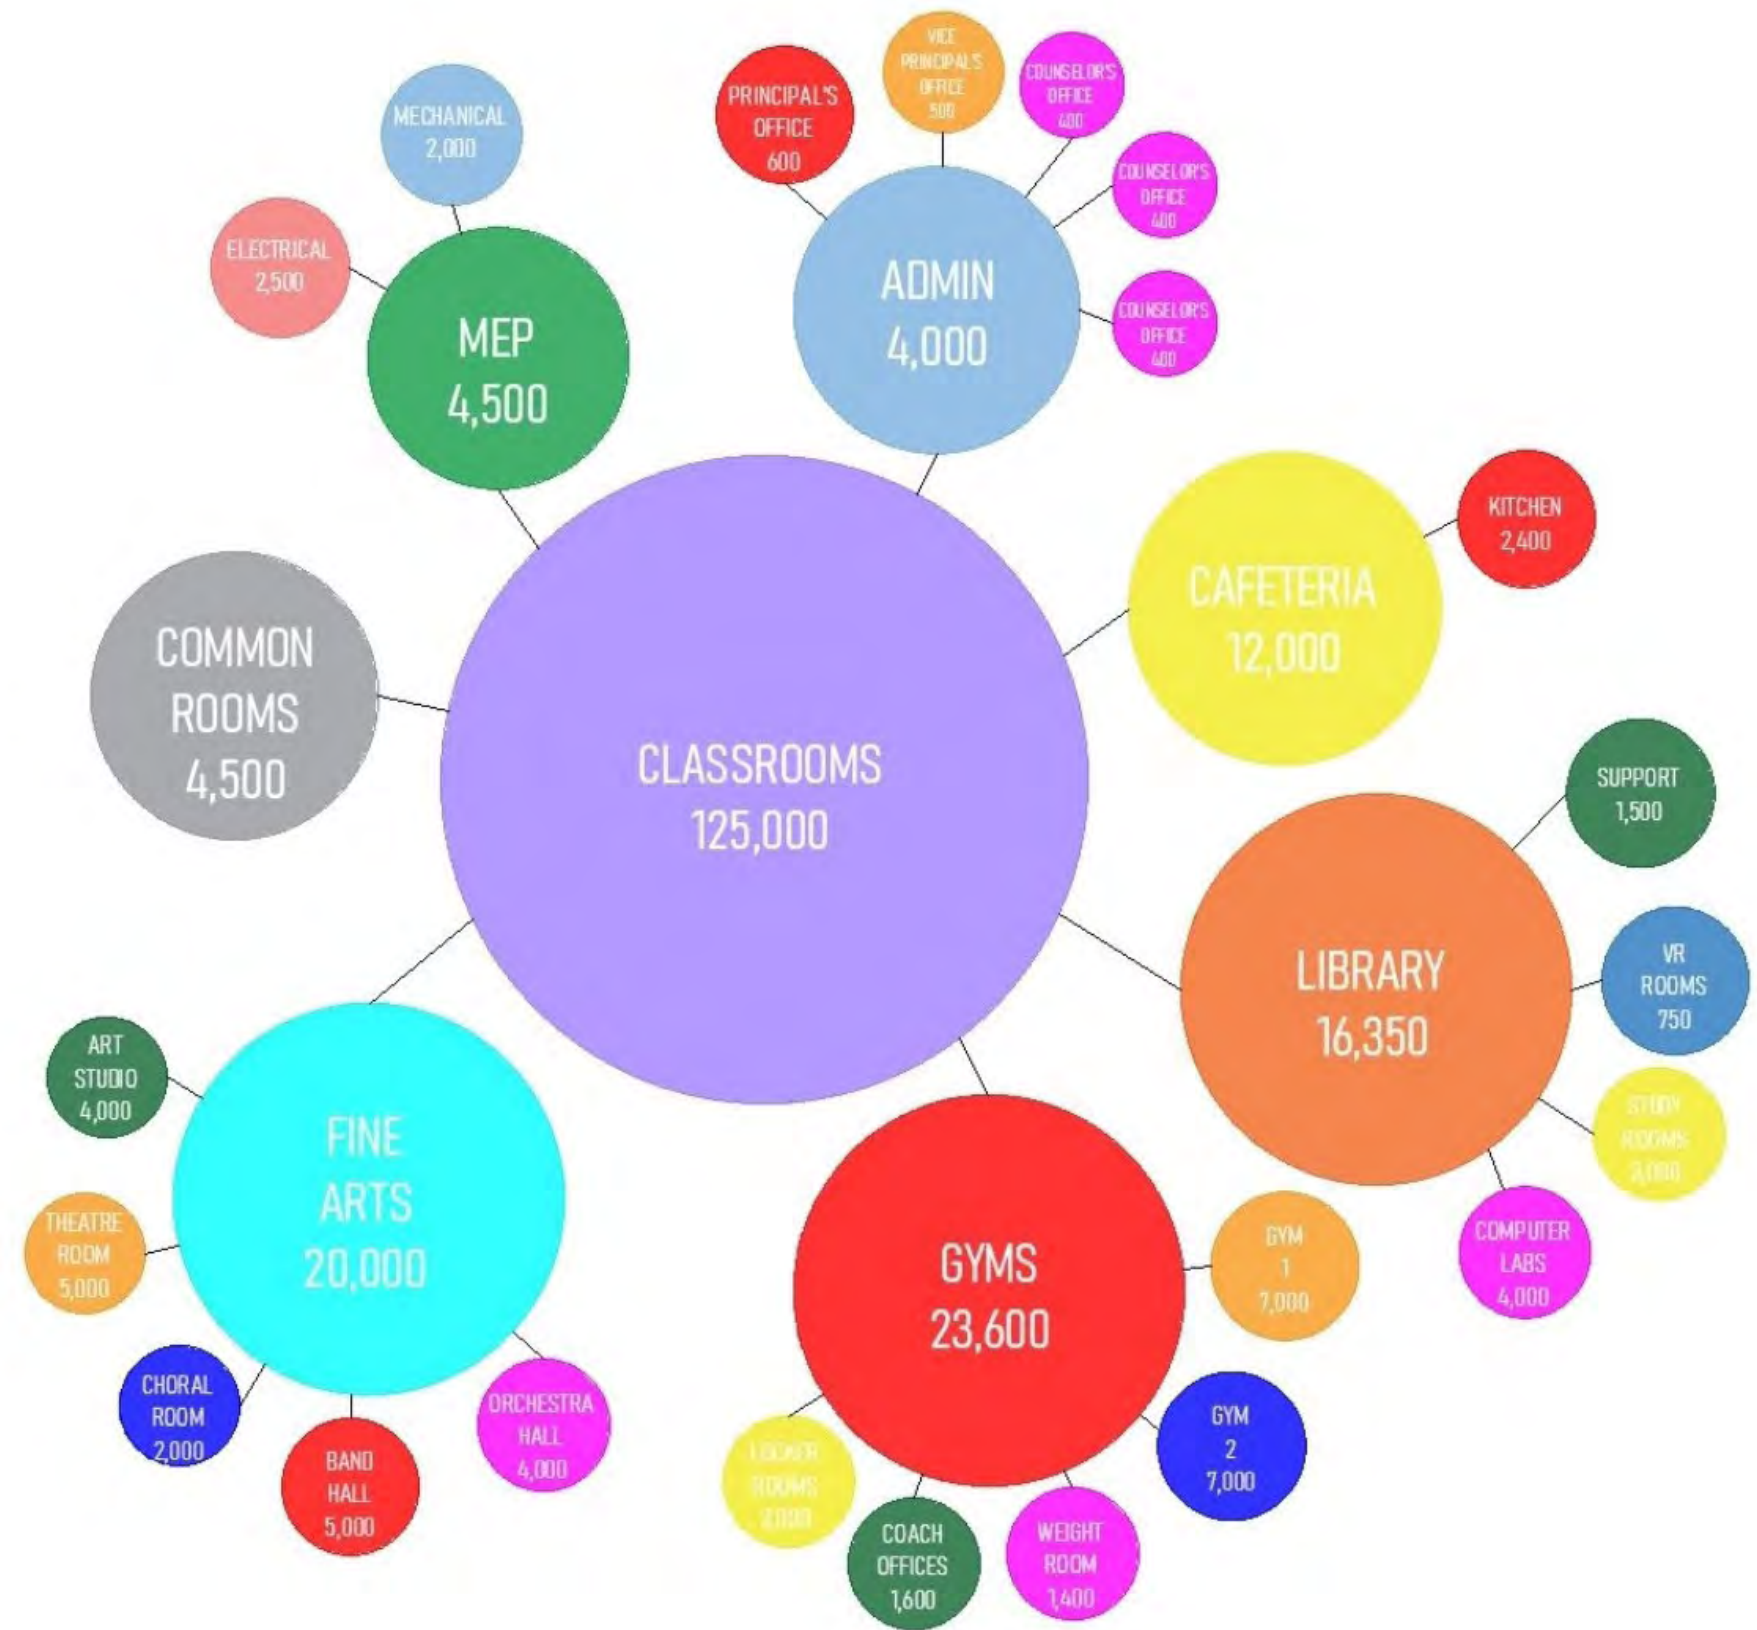 VICE
PRINCIPAL'S
OFFICE
500
COUNSELOR'S
OFFICE
400
PRINCIPAL'S
OFFICE
600
MECHANICAL
2,000
COUNSELOR'S
OFFICE
400
ELECTRICAL
2,500
ADMIN
4,000
COUNSELOR'S
OFFICE
400
MEP
4,500
KITCHEN
2,400
CAFETERIA
12,000
COMMON
ROOMS
4,500
CLASSROOMS
125,000
SUPPORT
1,500
LIBRARY
16,350
VR
ROOMS
750
ART
STUDIO
4,000
STUDY
ROOMS
FINE
ARTS
20,000
THEATRE
ROOM
5,000
GYMS
23,600
GYM
1
7,000
COMPUTER
LABS
4,000
CHORAL
ROOM
2,000
ORCHESTRA
HALL
4,000
BAND
HALL
5,000
LOCKER
ROOMS
GYM
2
7,000
COACH
OFFICES
1,600
WEIGHT
ROOM
1,400